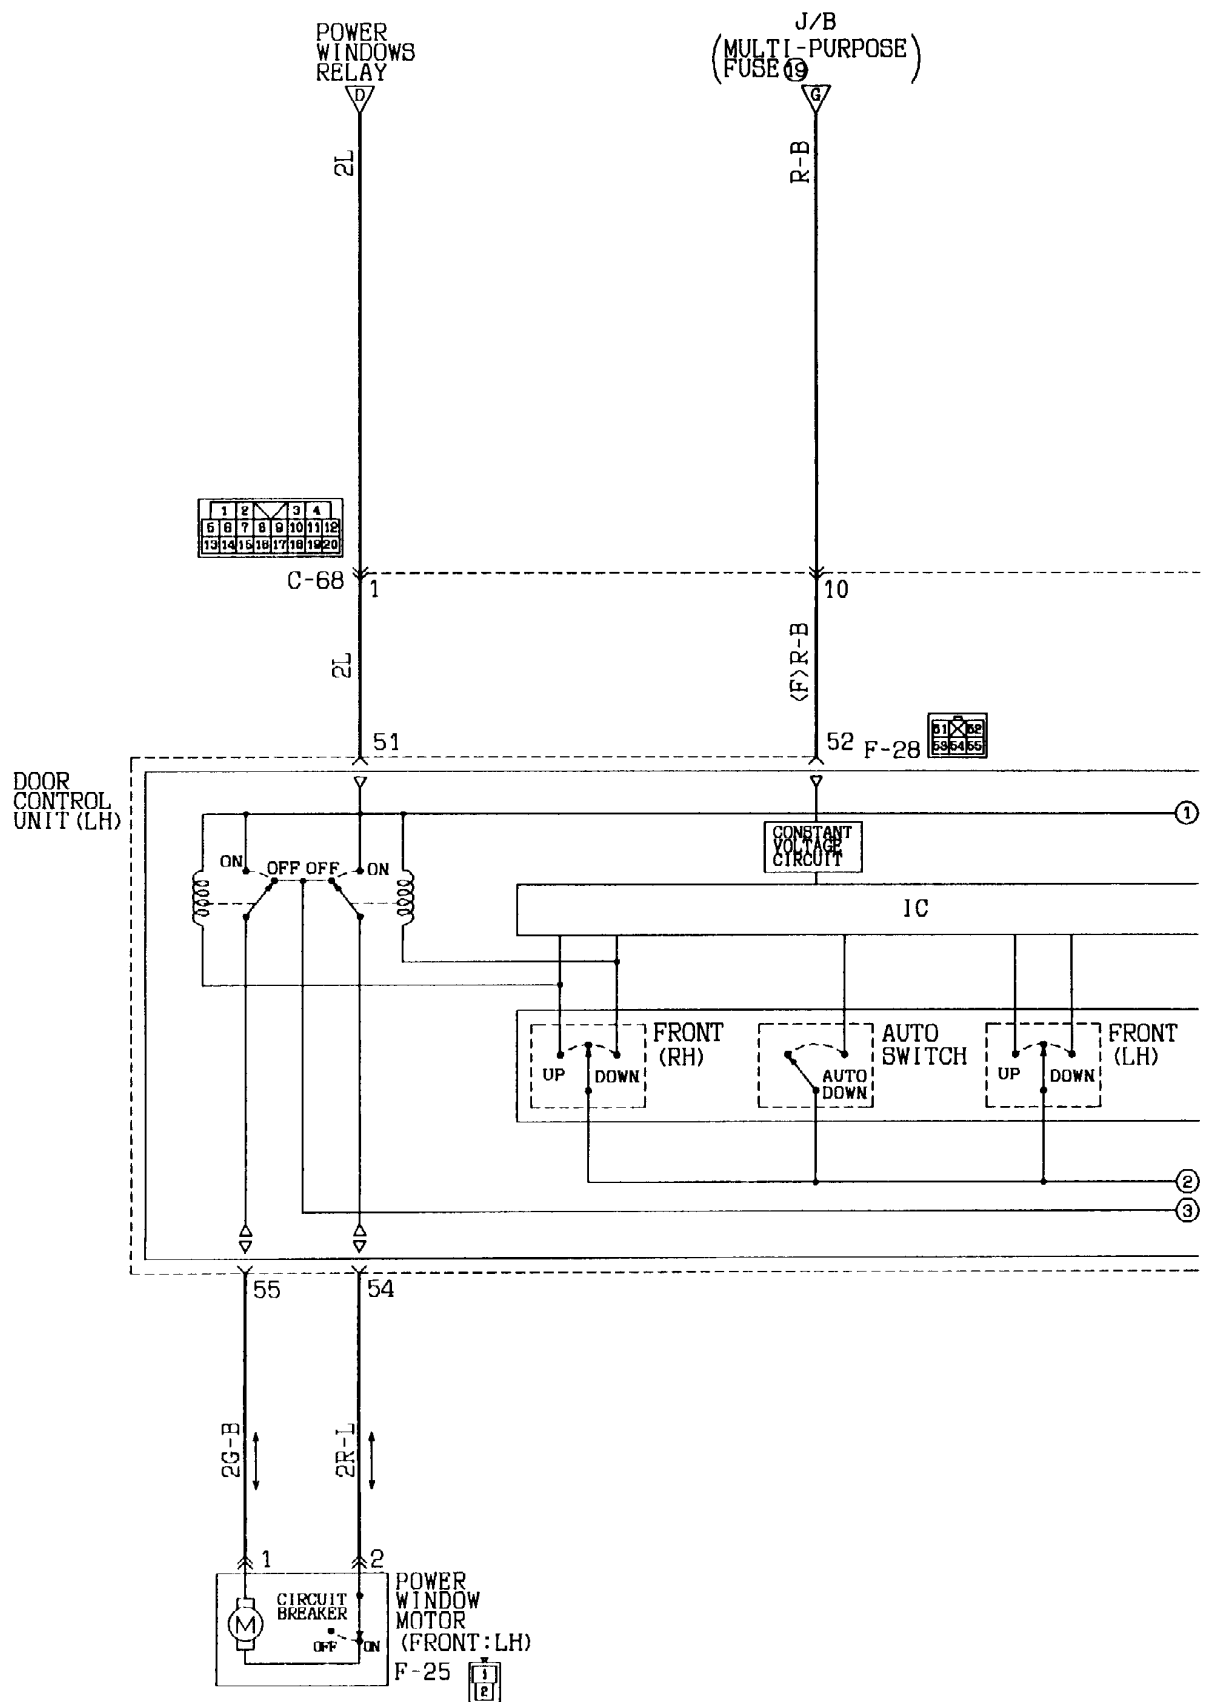 POWER
WINDOWS
RELAY
D
J/B
(MULTI-PURPOSE
FUSE 19)
G
2L
R-B
1 2 3 4
5 6 7 8 9 10 11 12
13 14 15 16 17 18 19 20
C-68
1
10
2L
(F)R-B
51
52
F-28
51 52
53 54 55
DOOR
CONTROL
UNIT(LH)
1
CONSTANT
VOLTAGE
CIRCUIT
ON
OFF
OFF
ON
IC
FRONT
(RH)
UP
DOWN
AUTO
SWITCH
AUTO
DOWN
FRONT
(LH)
UP
DOWN
2
3
55
54
2G-B
2R-L
1
2
CIRCUIT
BREAKER
M
OFF
ON
POWER
WINDOW
MOTOR
(FRONT:LH)
F-25
1
2